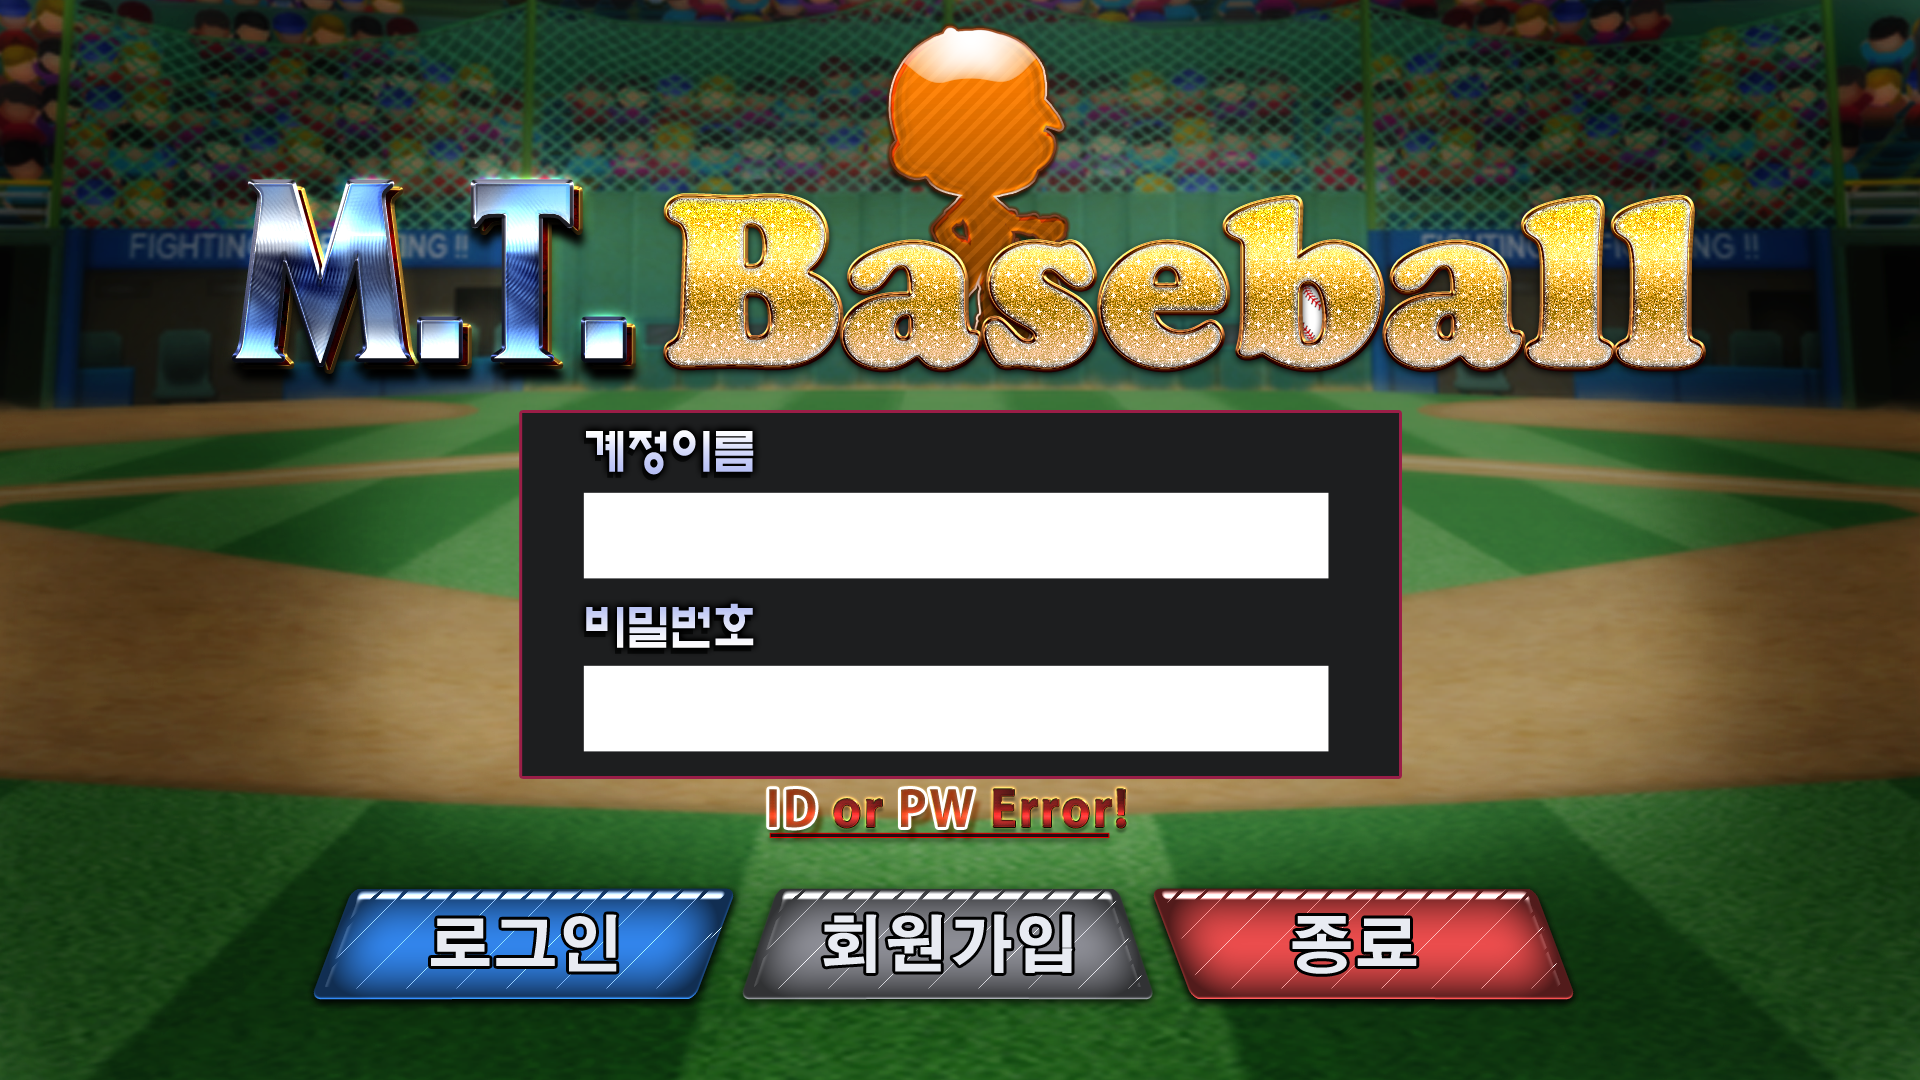 FIGHTING
M.T. Baseball
계정이름
비밀번호
ID or PW Error!
로그인
회원가입
종료